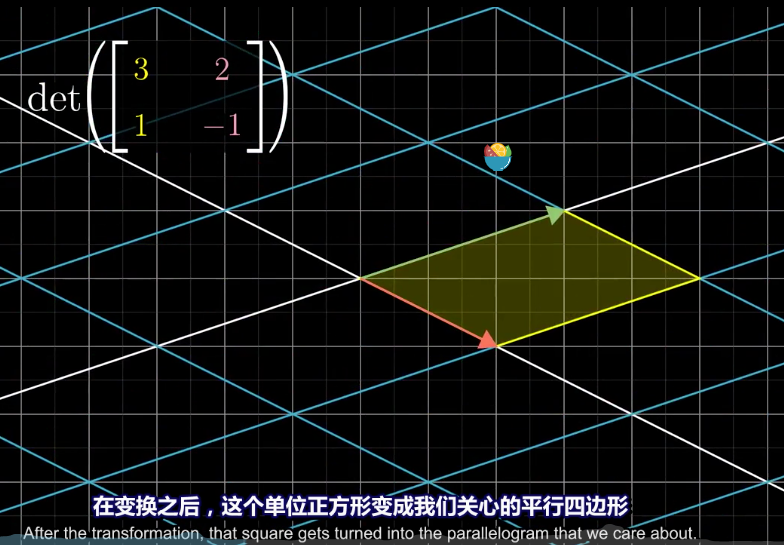 det([3 2
1 -1])
在变换之后，这个单位正方形变成我们关心的平行四边形
After the transformation, that square gets turned into the parallelogram that we care about.